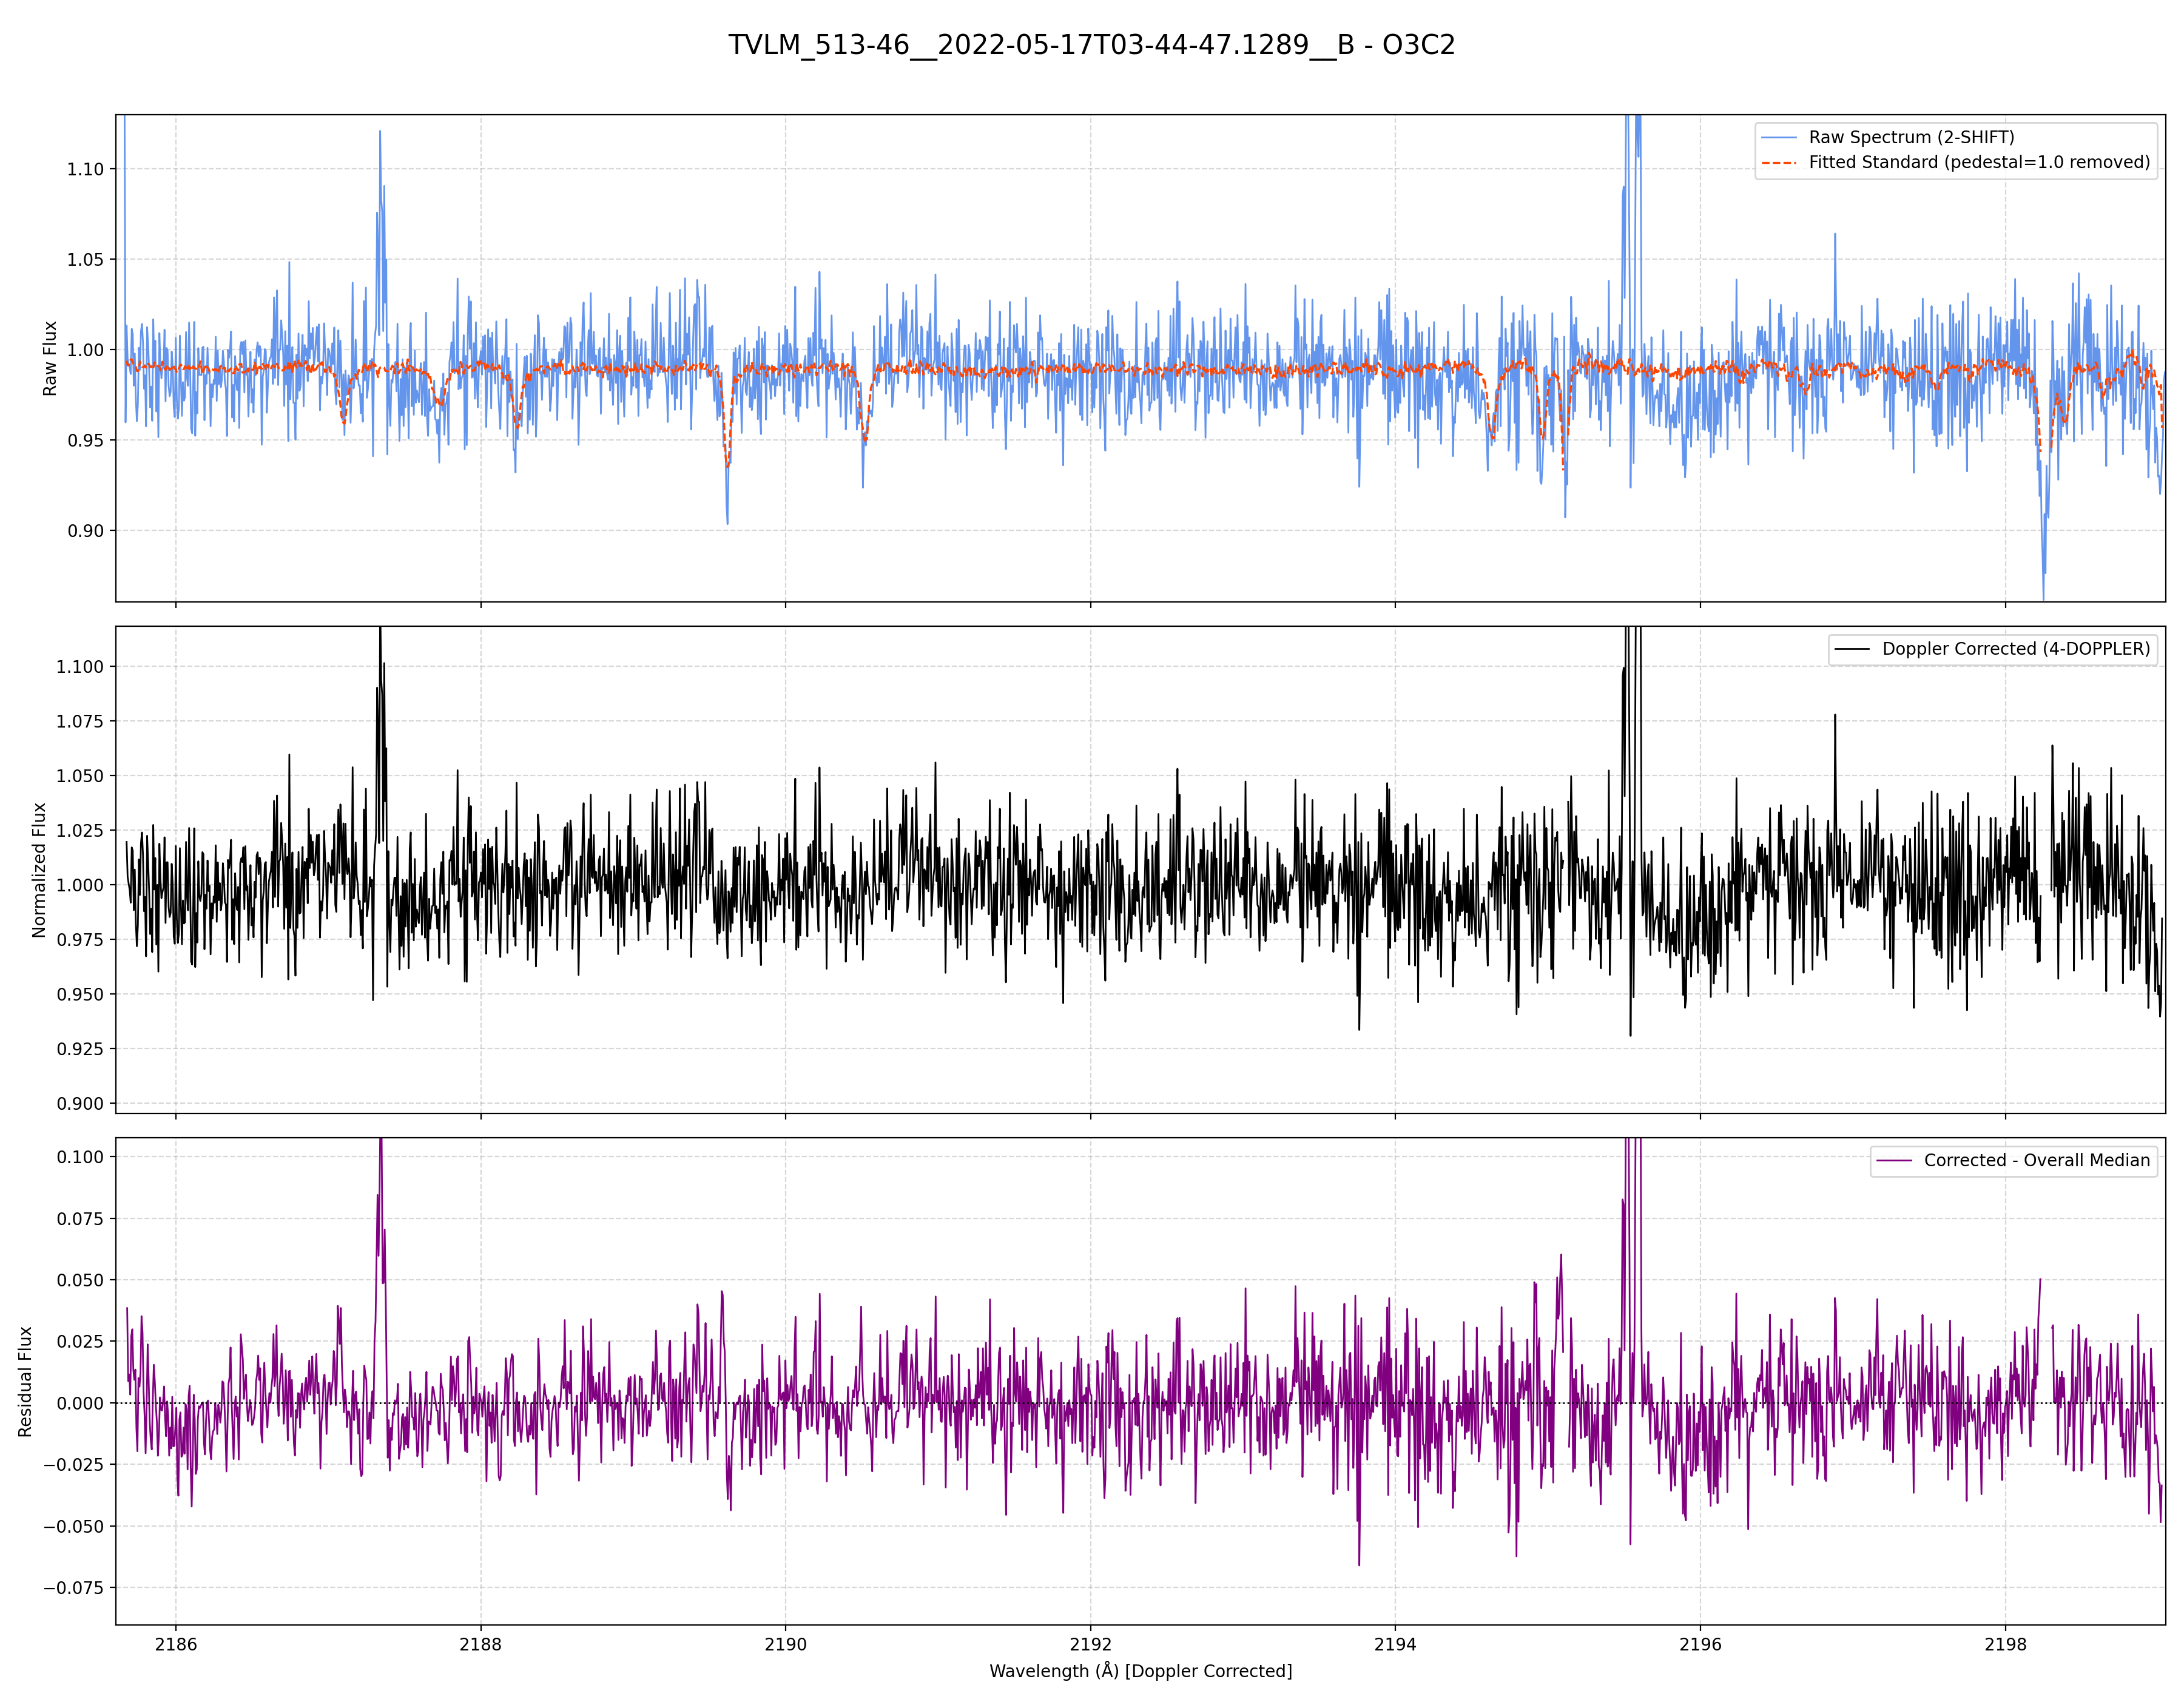 TVLM_513-46__2022-05-17T03-44-47.1289__B - O3C2
Raw Spectrum (2-SHIFT)
Fitted Standard (pedestal=1.0 removed)
Raw Flux
1.10
1.05
1.00
0.95
0.90
Doppler Corrected (4-DOPPLER)
Normalized Flux
1.100
1.075
1.050
1.025
1.000
0.975
0.950
0.925
0.900
Corrected - Overall Median
Residual Flux
0.100
0.075
0.050
0.025
0.000
−0.025
−0.050
−0.075
2186 2188 2190 2192 2194 2196 2198
Wavelength (Å) [Doppler Corrected]